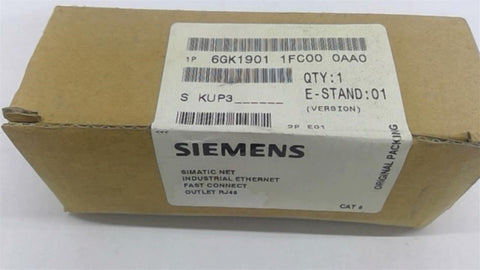 1P 6GK1901 1FC00 0AA0
QTY:1
S KUP3______
E-STAND:01
(VERSION)
2P E01
SIEMENS
ORIGINAL PACKING
SIMATIC NET
INDUSTRIAL ETHERNET
FAST CONNECT
OUTLET RJ45
CAT 6